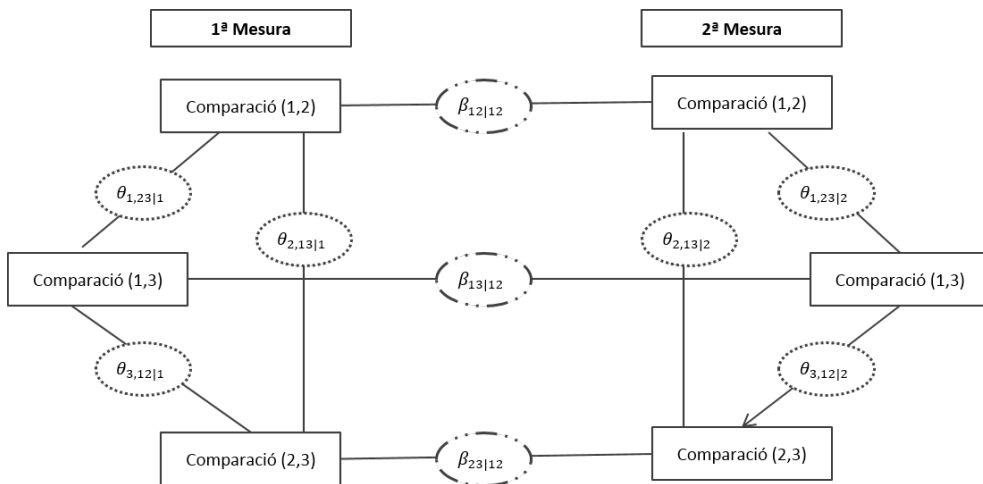 1ª Mesura
2ª Mesura
Comparació (1,2)
β12|12
Comparació (1,2)
θ1,23|1
θ1,23|2
θ2,13|1
θ2,13|2
Comparació (1,3)
β13|12
Comparació (1,3)
θ3,12|1
θ3,12|2
Comparació (2,3)
β23|12
Comparació (2,3)